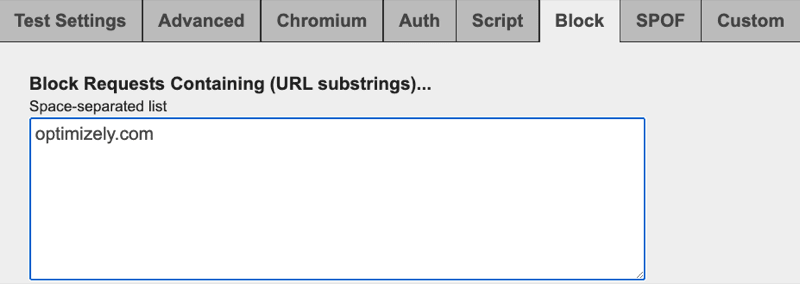 Test Settings Advanced Chromium Auth Script Block SPOF Custom
Block Requests Containing (URL substrings)...
Space-separated list
optimizely.com